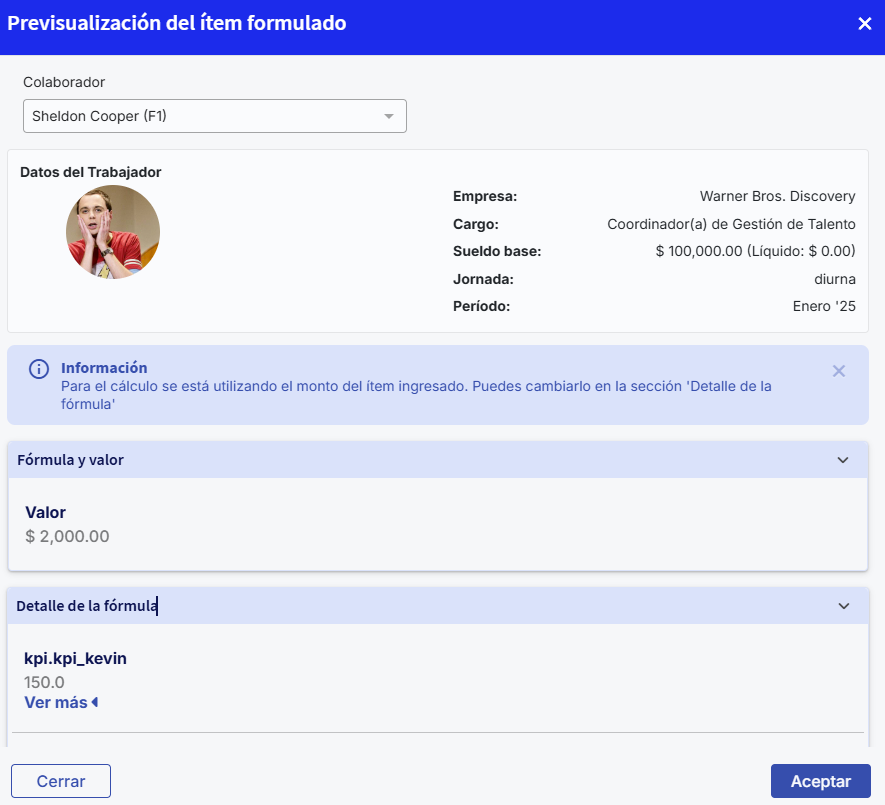 Previsualización del ítem formulado
Colaborador
Sheldon Cooper (F1)
Datos del Trabajador
Empresa: Warner Bros. Discovery
Cargo: Coordinador(a) de Gestión de Talento
Sueldo base: $ 100,000.00 (Líquido: $ 0.00)
Jornada: diurna
Período: Enero '25
Información
Para el cálculo se está utilizando el monto del ítem ingresado. Puedes cambiarlo en la sección 'Detalle de la
fórmula'
Fórmula y valor
Valor
$ 2,000.00
Detalle de la fórmula
kpi.kpi_kevin
150.0
Ver más
Cerrar
Aceptar